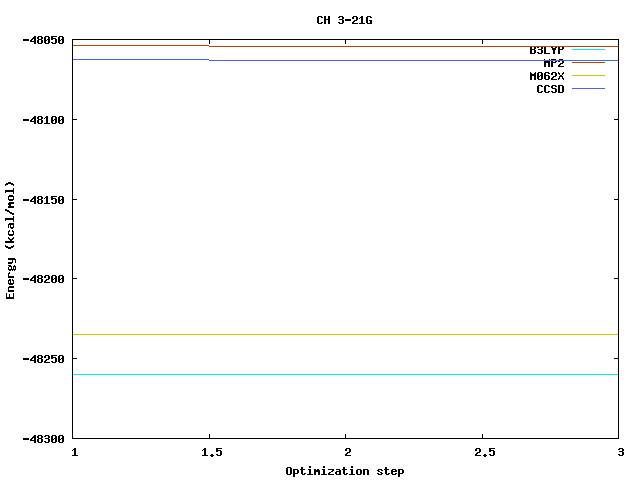 CH 3-21G
-48050
-48100
-48150
-48200
-48250
-48300
Energy (kcal/mol)
B3LYP
MP2
M062X
CCSD
1 1.5 2 2.5 3
Optimization step